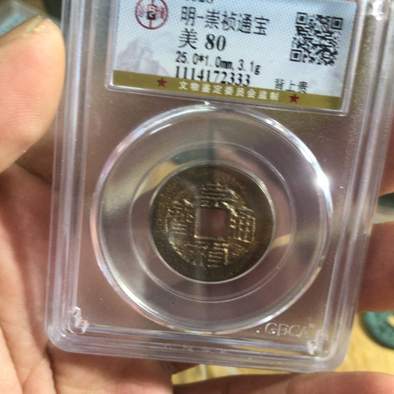 明-崇祯通宝
美 80
25.0*1.0mm, 3.1g
1114172333
背上贵
★ 文物鉴定委员会监制 ★
崇
寶 通
禎
GBCA